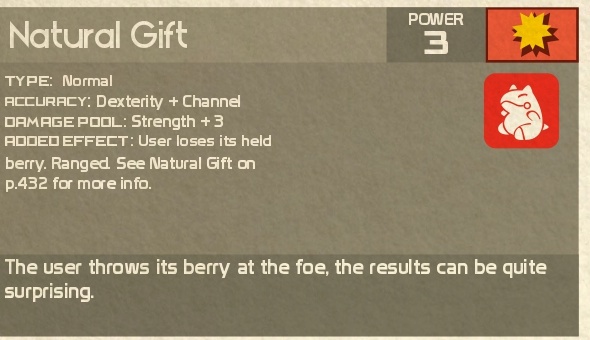 Natural Gift
POWER
3
TYPE: Normal
ACCURACY: Dexterity + Channel
DAMAGE POOL: Strength + 3
ADDED EFFECT: User loses its held
berry. Ranged. See Natural Gift on
p.432 for more info.
The user throws its berry at the foe, the results can be quite
surprising.